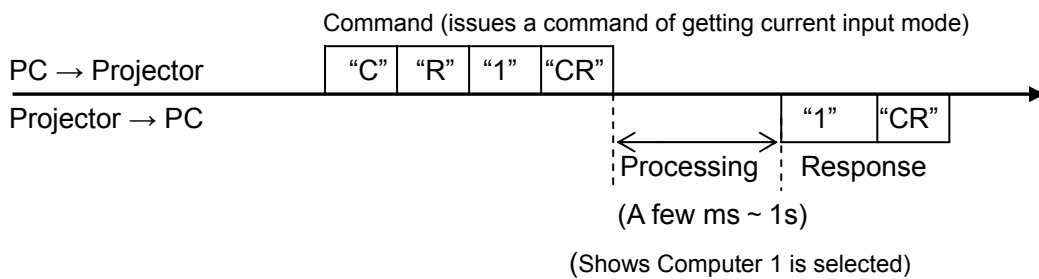 Command (issues a command of getting current input mode)
PC → Projector “C” “R” “1” “CR”
Projector → PC “1” “CR”
Processing Response
(A few ms ~ 1s)
(Shows Computer 1 is selected)